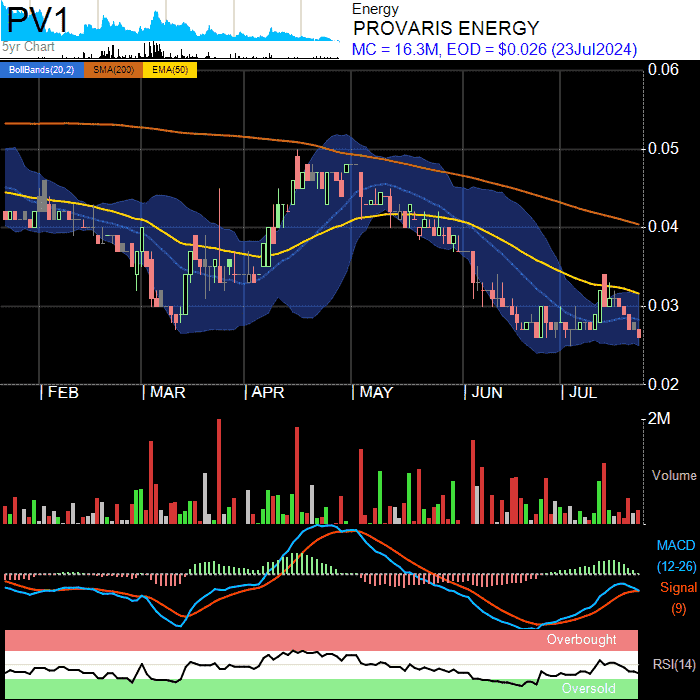 PV1
5yr Chart
Energy
PROVARIS ENERGY
MC = 16.3M, EOD = $0.026 (23Jul2024)
BollBands(20,2) SMA(200) EMA(50)
0.06
0.05
0.04
0.03
0.02
FEB MAR APR MAY JUN JUL
2M
Volume
MACD
(12-26)
Signal
(9)
Overbought
RSI(14)
Oversold